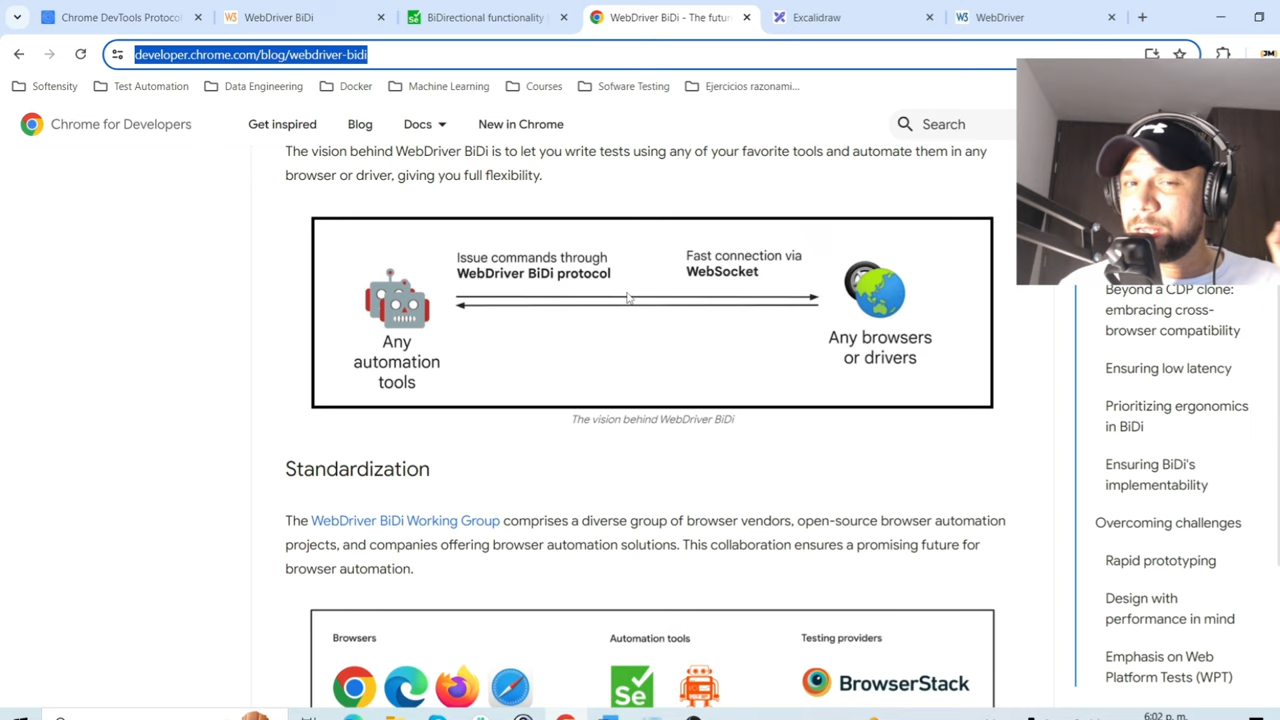 Chrome DevTools Protoco
WebDriver BiDi
BiDirectional functionality
WebDriver BiDi - The futur
Excalidraw
WebDriver
developer.chrome.com/blog/webdriver-bidi
Softensity
Test Automation
Data Engineering
Docker
Machine Learning
Courses
Sofware Testing
Ejercicios razonami...
Chrome for Developers
Get inspired
Blog
Docs
New in Chrome
Search
The vision behind WebDriver BiDi is to let you write tests using any of your favorite tools and automate them in any
browser or driver, giving you full flexibility.
Issue commands through
WebDriver BiDi protocol
Fast connection via
WebSocket
Any
automation
tools
Any browsers
or drivers
The vision behind WebDriver BiDi
Standardization
The WebDriver BiDi Working Group comprises a diverse group of browser vendors, open-source browser automation
projects, and companies offering browser automation solutions. This collaboration ensures a promising future for
browser automation.
Browsers
Automation tools
Testing providers
Se
BrowserStack
Beyond a CDP clone:
embracing cross-
browser compatibility
Ensuring low latency
Prioritizing ergonomics
in BiDi
Ensuring BiDi's
implementability
Overcoming challenges
Rapid prototyping
Design with
performance in mind
Emphasis on Web
Platform Tests (WPT)
6:02 p. m.